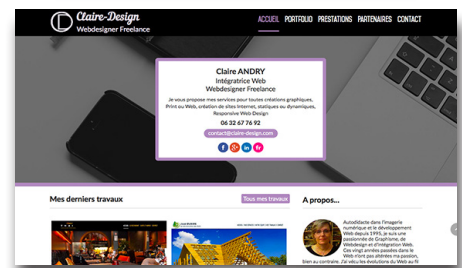 Claire-Design
Webdesigner Freelance
ACCUEIL PORTFOLIO PRESTATIONS PARTENAIRES CONTACT
Claire ANDRY
Intégratrice Web
Webdesigner Freelance
Je vous propose mes services pour toutes créations graphiques,
Print ou Web, création de sites internet, statiques ou dynamiques,
Responsive Web Design
06 32 67 76 92
contact@claire-design.com
Mes derniers travaux
Tous mes travaux
A propos...
Autodidacte dans l'imagerie
numérique et le développement
Web depuis 1995, je suis une
passionnée de Graphisme, de
Webdesign et d'intégration Web.
Ces vingt années passées dans le
Web n'ont pas altérées ma passion,
bien au contraire. J'ai vécu les évolutions du Web au fil